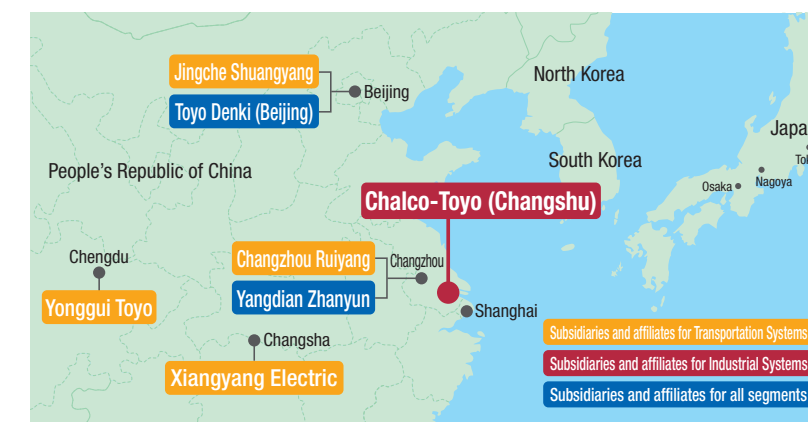 Jingche Shuangyang
Toyo Denki (Beijing)
Beijing
North Korea
South Korea
Japa
Tok
Osaka
Nagoya
People's Republic of China
Chalco-Toyo (Changshu)
Chengdu
Yonggui Toyo
Changzhou Ruiyang
Yangdian Zhanyun
Changzhou
Shanghai
Changsha
Xiangyang Electric
Subsidiaries and affiliates for Transportation Systems
Subsidiaries and affiliates for Industrial Systems
Subsidiaries and affiliates for all segments